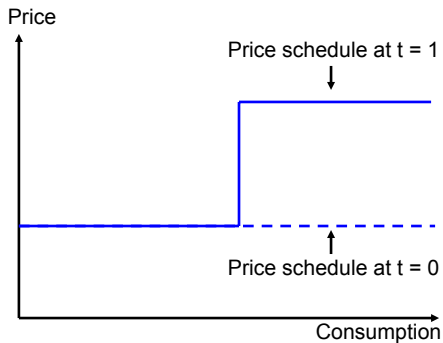 Price
Price schedule at t = 1
Price schedule at t = 0
Consumption